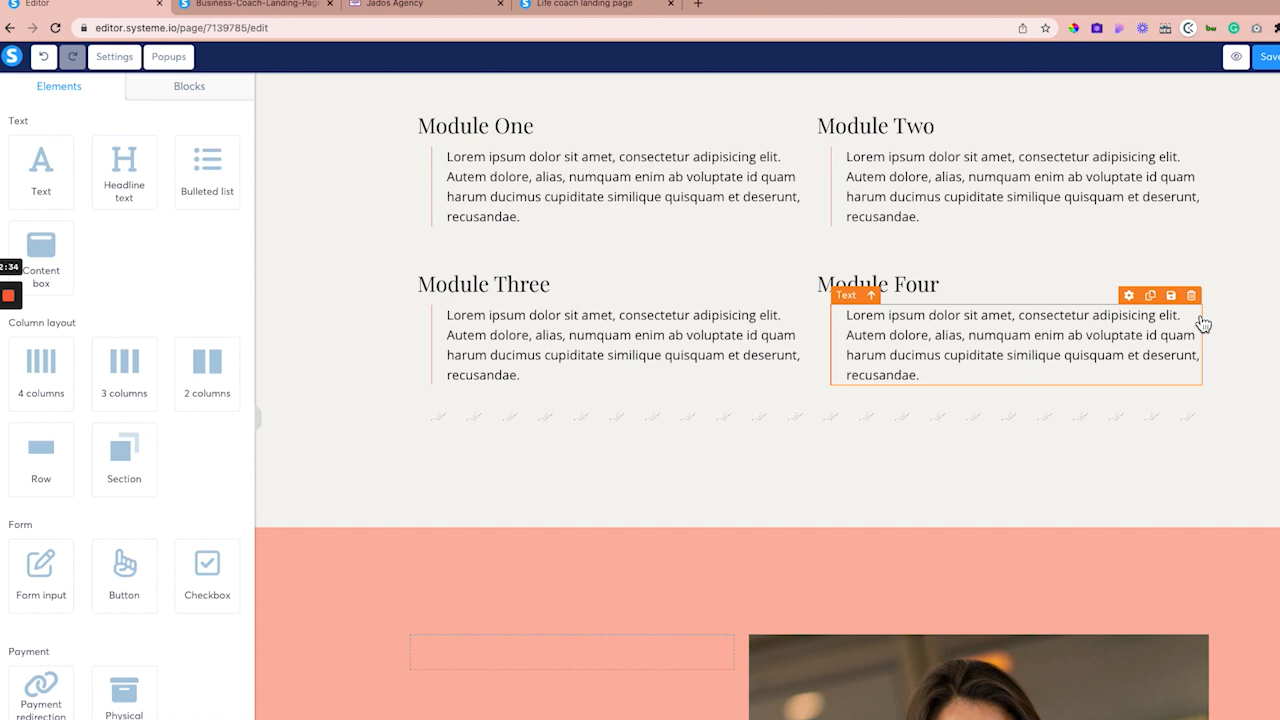 Editor
Business-Coach-Landing-Pag
Jados Agency
Life coach landing page
editor.systeme.io/page/7139785/edit
Settings
Popups
Save
Elements
Blocks
Text
Text
Headline
text
Bulleted list
Content
box
2:34
Column layout
4 columns
3 columns
2 columns
Row
Section
Form
Form input
Button
Checkbox
Payment
Payment
redirection
Physical
Module One
Lorem ipsum dolor sit amet, consectetur adipisicing elit.
Autem dolore, alias, numquam enim ab voluptate id quam
harum ducimus cupiditate similique quisquam et deserunt,
recusandae.
Module Two
Lorem ipsum dolor sit amet, consectetur adipisicing elit.
Autem dolore, alias, numquam enim ab voluptate id quam
harum ducimus cupiditate similique quisquam et deserunt,
recusandae.
Module Three
Lorem ipsum dolor sit amet, consectetur adipisicing elit.
Autem dolore, alias, numquam enim ab voluptate id quam
harum ducimus cupiditate similique quisquam et deserunt,
recusandae.
Module Four
Text
Lorem ipsum dolor sit amet, consectetur adipisicing elit.
Autem dolore, alias, numquam enim ab voluptate id quam
harum ducimus cupiditate similique quisquam et deserunt,
recusandae.